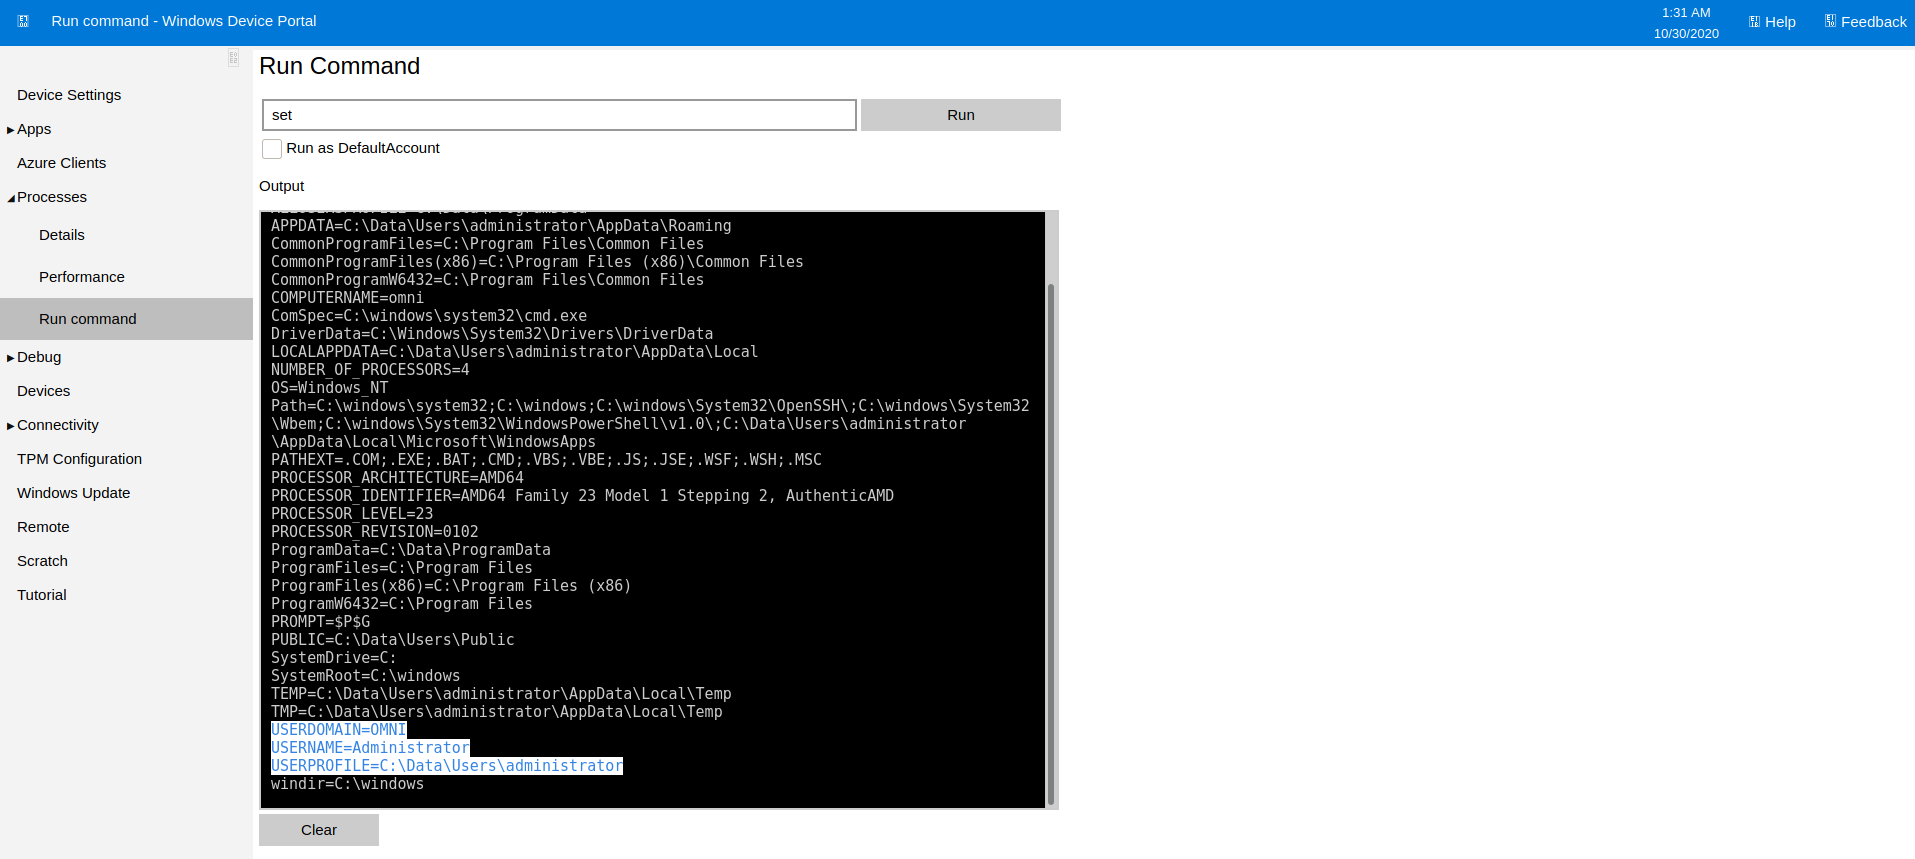 Run command - Windows Device Portal
1:31 AM
10/30/2020
Help
Feedback
Device Settings
Apps
Azure Clients
Processes
Details
Performance
Run command
Debug
Devices
Connectivity
TPM Configuration
Windows Update
Remote
Scratch
Tutorial
Run Command
set
Run
Run as DefaultAccount
Output
APPDATA=C:\Data\Users\administrator\AppData\Roaming
CommonProgramFiles=C:\Program Files\Common Files
CommonProgramFiles(x86)=C:\Program Files (x86)\Common Files
CommonProgramW6432=C:\Program Files\Common Files
COMPUTERNAME=omni
ComSpec=C:\windows\system32\cmd.exe
DriverData=C:\Windows\System32\Drivers\DriverData
LOCALAPPDATA=C:\Data\Users\administrator\AppData\Local
NUMBER_OF_PROCESSORS=4
OS=Windows_NT
Path=C:\windows\system32;C:\windows;C:\windows\System32\OpenSSH\;C:\windows\System32
\Wbem;C:\windows\System32\WindowsPowerShell\v1.0\;C:\Data\Users\administrator
\AppData\Local\Microsoft\WindowsApps
PATHEXT=.COM;.EXE;.BAT;.CMD;.VBS;.VBE;.JS;.JSE;.WSF;.WSH;.MSC
PROCESSOR_ARCHITECTURE=AMD64
PROCESSOR_IDENTIFIER=AMD64 Family 23 Model 1 Stepping 2, AuthenticAMD
PROCESSOR_LEVEL=23
PROCESSOR_REVISION=0102
ProgramData=C:\Data\ProgramData
ProgramFiles=C:\Program Files
ProgramFiles(x86)=C:\Program Files (x86)
ProgramW6432=C:\Program Files
PROMPT=$P$G
PUBLIC=C:\Data\Users\Public
SystemDrive=C:
SystemRoot=C:\windows
TEMP=C:\Data\Users\administrator\AppData\Local\Temp
TMP=C:\Data\Users\administrator\AppData\Local\Temp
USERDOMAIN=OMNI
USERNAME=Administrator
USERPROFILE=C:\Data\Users\administrator
windir=C:\windows
Clear